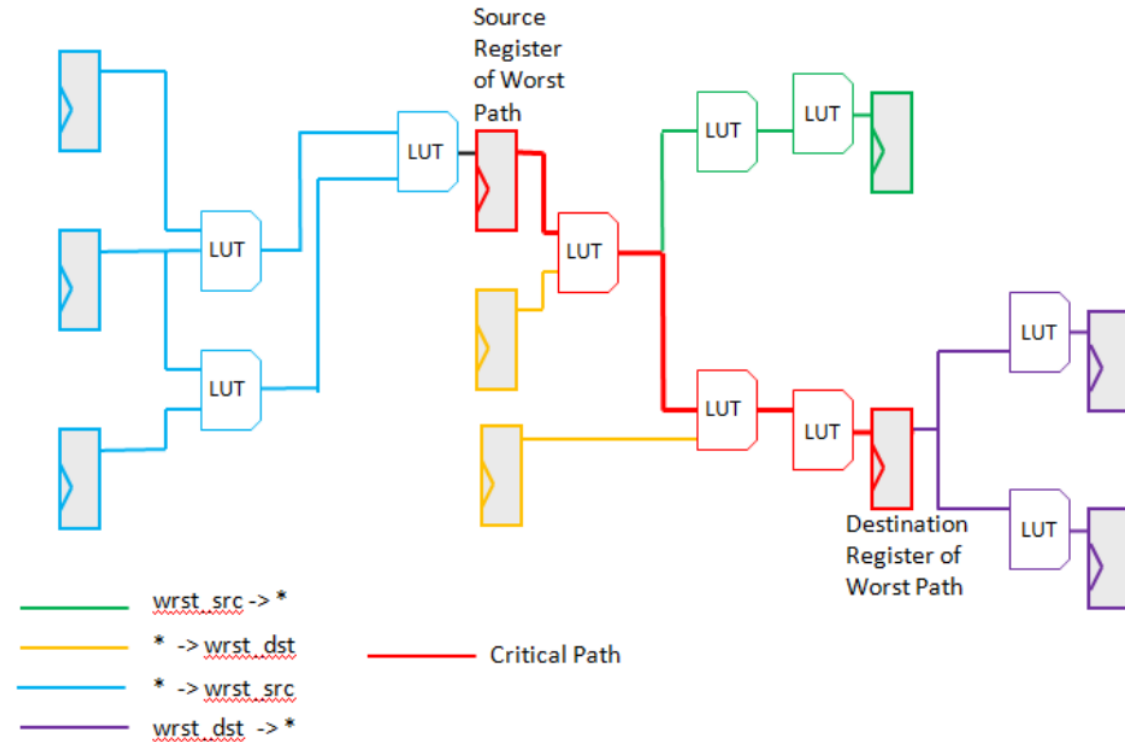 Source
Register
of Worst
Path
LUT
LUT
LUT
LUT
LUT
LUT
LUT
LUT
LUT
LUT
Destination
Register of
Worst Path
wrst_src -> *
* -> wrst_dst
Critical Path
* -> wrst_src
wrst_dst -> *